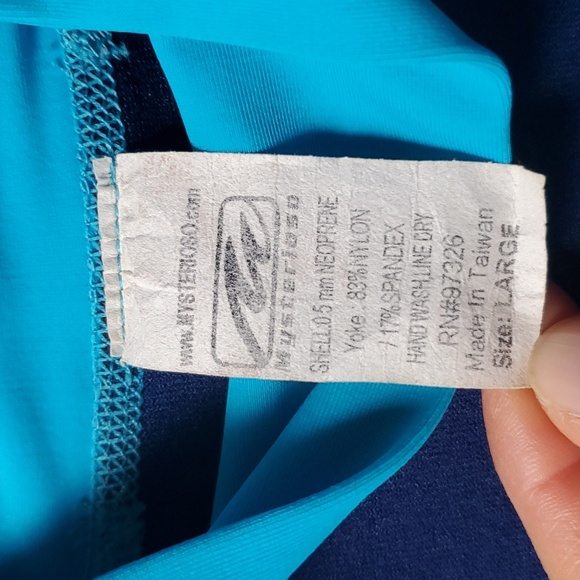 www.MYSTERIOSO.com
Mysterioso
SHELL.0.5 mm NEOPRENE
Yoke . 83%NYLON
/ 17%SPANDEX
HAND WASH,LINE DRY
RN#97326
Made In Taiwan
Size: LARGE